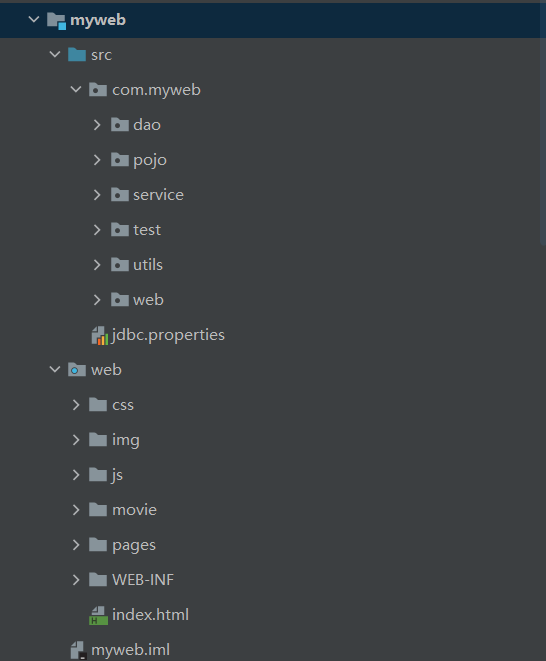 myweb
src
com.myweb
dao
pojo
service
test
utils
web
jdbc.properties
web
css
img
js
movie
pages
WEB-INF
index.html
myweb.iml